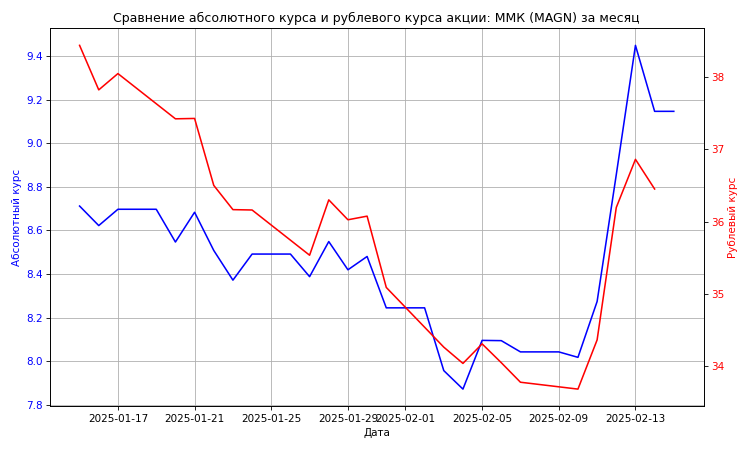 Сравнение абсолютного курса и рублевого курса акции: ММК (MAGN) за месяц
Абсолютный курс
9.4
9.2
9.0
8.8
8.6
8.4
8.2
8.0
7.8
38
37
36
35
34
Рублевый курс
2025-01-17 2025-01-21 2025-01-25 2025-01-29 2025-02-01 2025-02-05 2025-02-09 2025-02-13
Дата